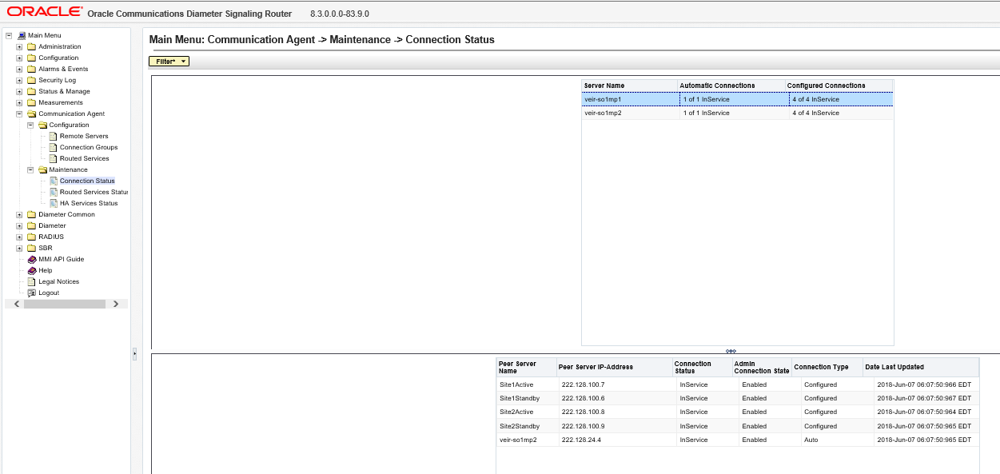 ORACLE® Oracle Communications Diameter Signaling Router 8.3.0.0.0-83.9.0
Main Menu
Administration
Configuration
Alarms & Events
Security Log
Status & Manage
Measurements
Communication Agent
Configuration
Remote Servers
Connection Groups
Routed Services
Maintenance
Connection Status
Routed Services Status
HA Services Status
Diameter Common
Diameter
RADIUS
SBR
MMI API Guide
Help
Legal Notices
Logout
Main Menu: Communication Agent -> Maintenance -> Connection Status
Filter*
Server Name Automatic Connections Configured Connections
veir-so1mp1 1 of 1 InService 4 of 4 InService
veir-so1mp2 1 of 1 InService 4 of 4 InService
Peer Server Name Peer Server IP-Address Connection Status Admin Connection State Connection Type Date Last Updated
Site1Active 222.128.100.7 InService Enabled Configured 2018-Jun-07 06:07:50:966 EDT
Site1Standby 222.128.100.6 InService Enabled Configured 2018-Jun-07 06:07:50:967 EDT
Site2Active 222.128.100.8 InService Enabled Configured 2018-Jun-07 06:07:50:964 EDT
Site2Standby 222.128.100.9 InService Enabled Configured 2018-Jun-07 06:07:50:965 EDT
veir-so1mp2 222.128.24.4 InService Enabled Auto 2018-Jun-07 06:07:50:965 EDT